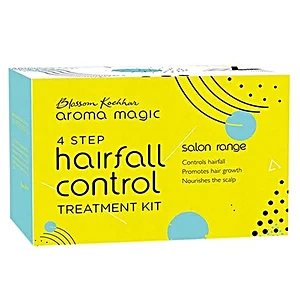 Blossom Kochhar
aroma magic
4 STEP
hairfall
control
TREATMENT KIT
salon range
Controls hairfall
Promotes hair growth
Nourishes the scalp